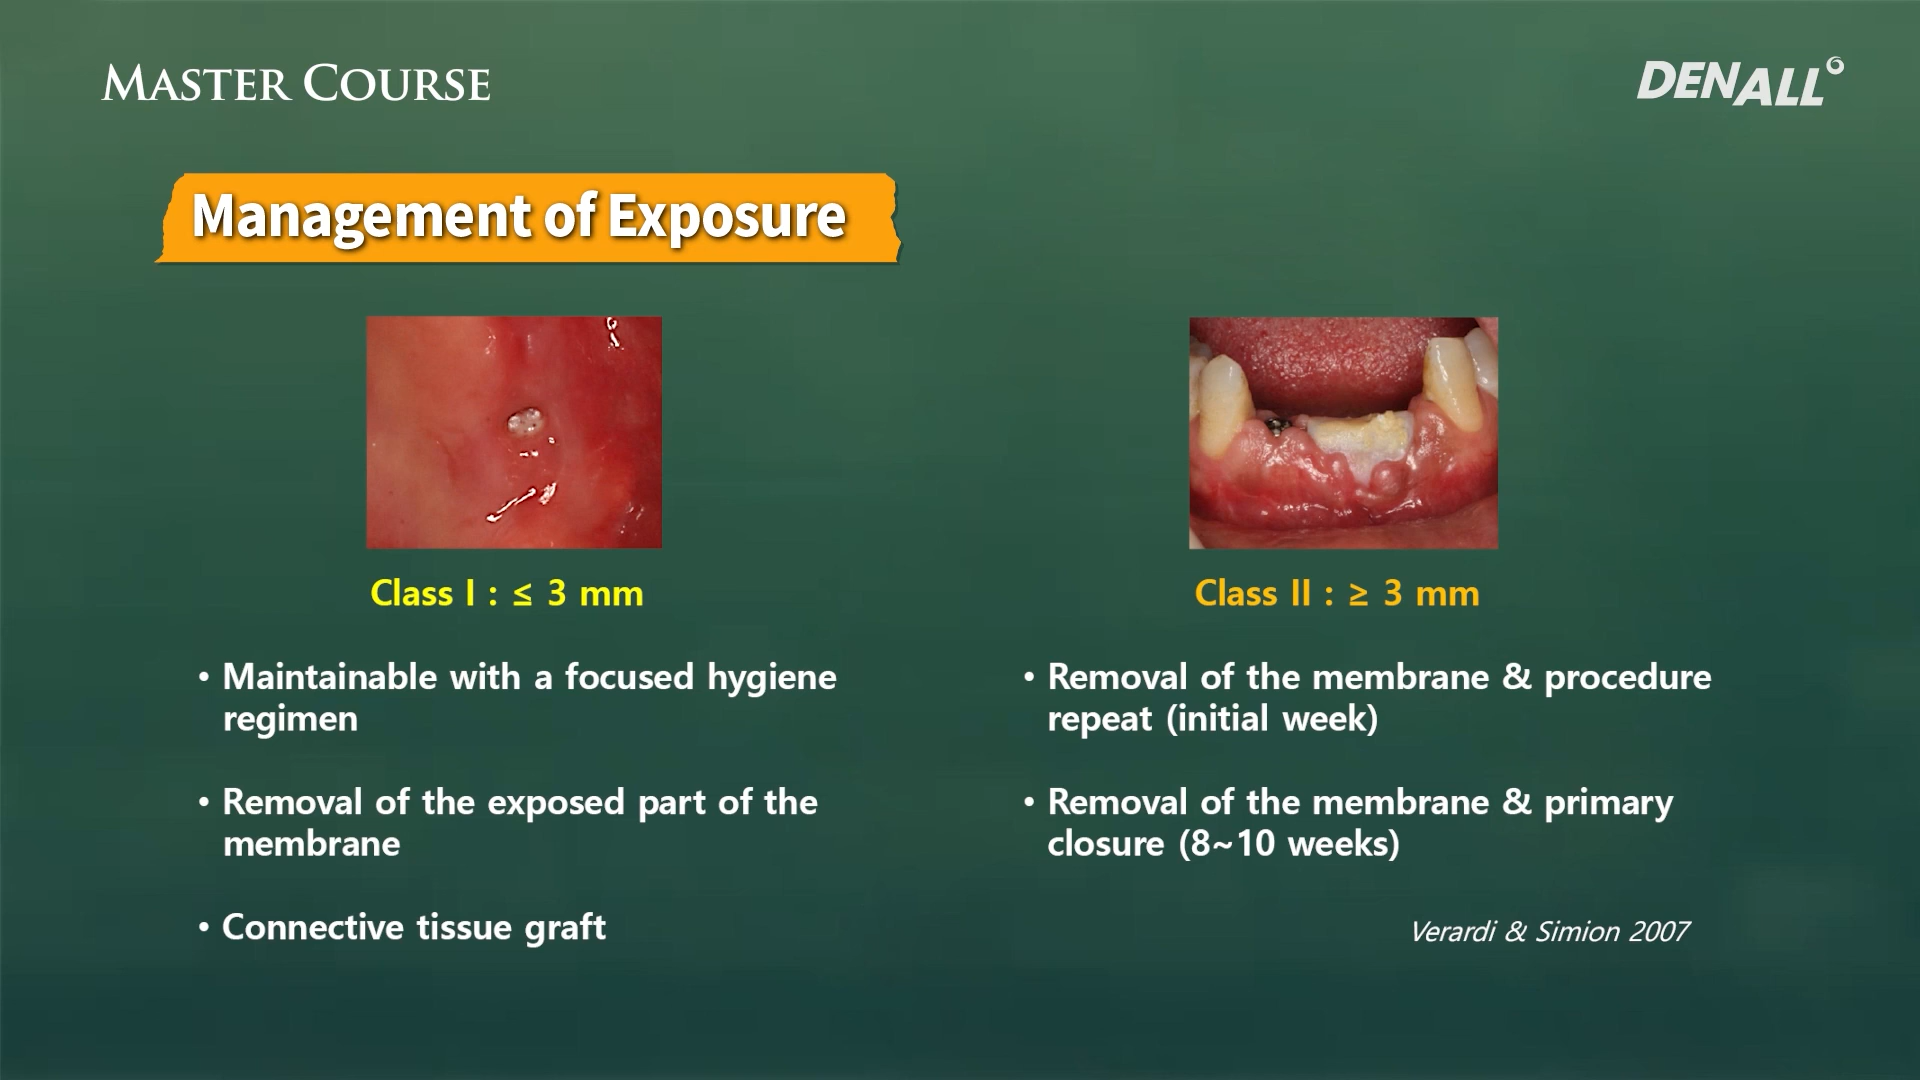 MASTER COURSE
DENALL
Management of Exposure
Class I : ≤ 3 mm
• Maintainable with a focused hygiene
regimen
• Removal of the exposed part of the
membrane
• Connective tissue graft
Class II : ≥ 3 mm
• Removal of the membrane & procedure
repeat (initial week)
• Removal of the membrane & primary
closure (8~10 weeks)
Verardi & Simion 2007